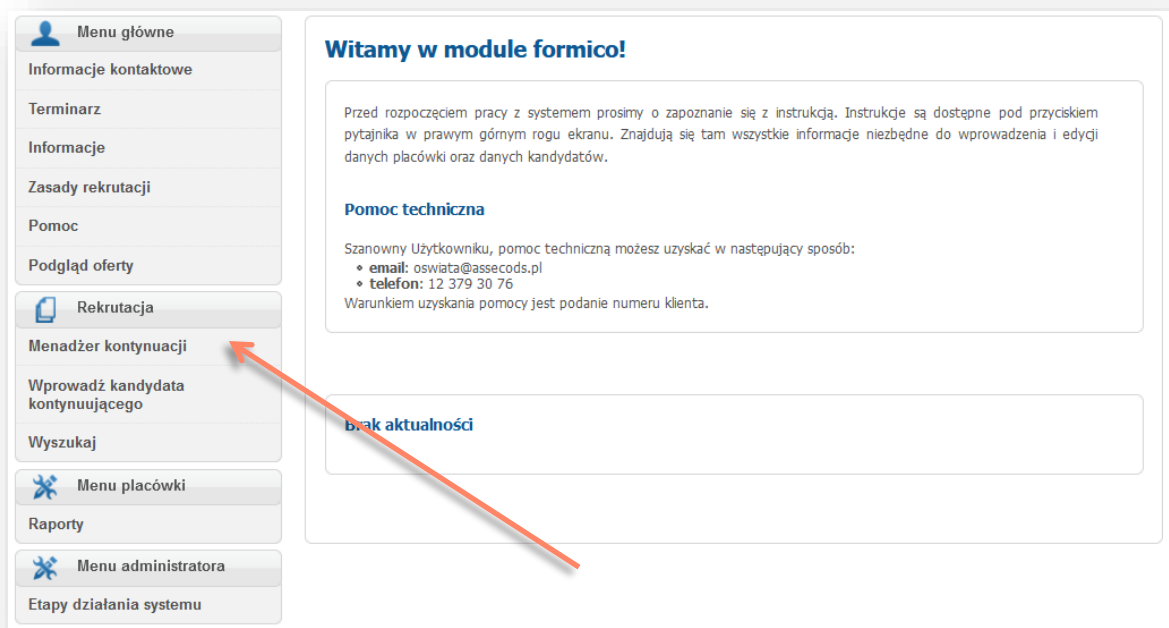 Menu główne
Informacje kontaktowe
Terminarz
Informacje
Zasady rekrutacji
Pomoc
Podgląd oferty
Rekrutacja
Menadżer kontynuacji
Wprowadź kandydata
kontynuującego
Wyszukaj
Menu placówki
Raporty
Menu administratora
Etapy działania systemu
Witamy w module formico!
Przed rozpoczęciem pracy z systemem prosimy o zapoznanie się z instrukcją. Instrukcje są dostępne pod przyciskiem
pytajnika w prawym górnym rogu ekranu. Znajdują się tam wszystkie informacje niezbędne do wprowadzenia i edycji
danych placówki oraz danych kandydatów.
Pomoc techniczna
Szanowny Użytkowniku, pomoc techniczną możesz uzyskać w następujący sposób:
email: oswiata@assecods.pl
telefon: 12 379 30 76
Warunkiem uzyskania pomocy jest podanie numeru klienta.
Brak aktualności